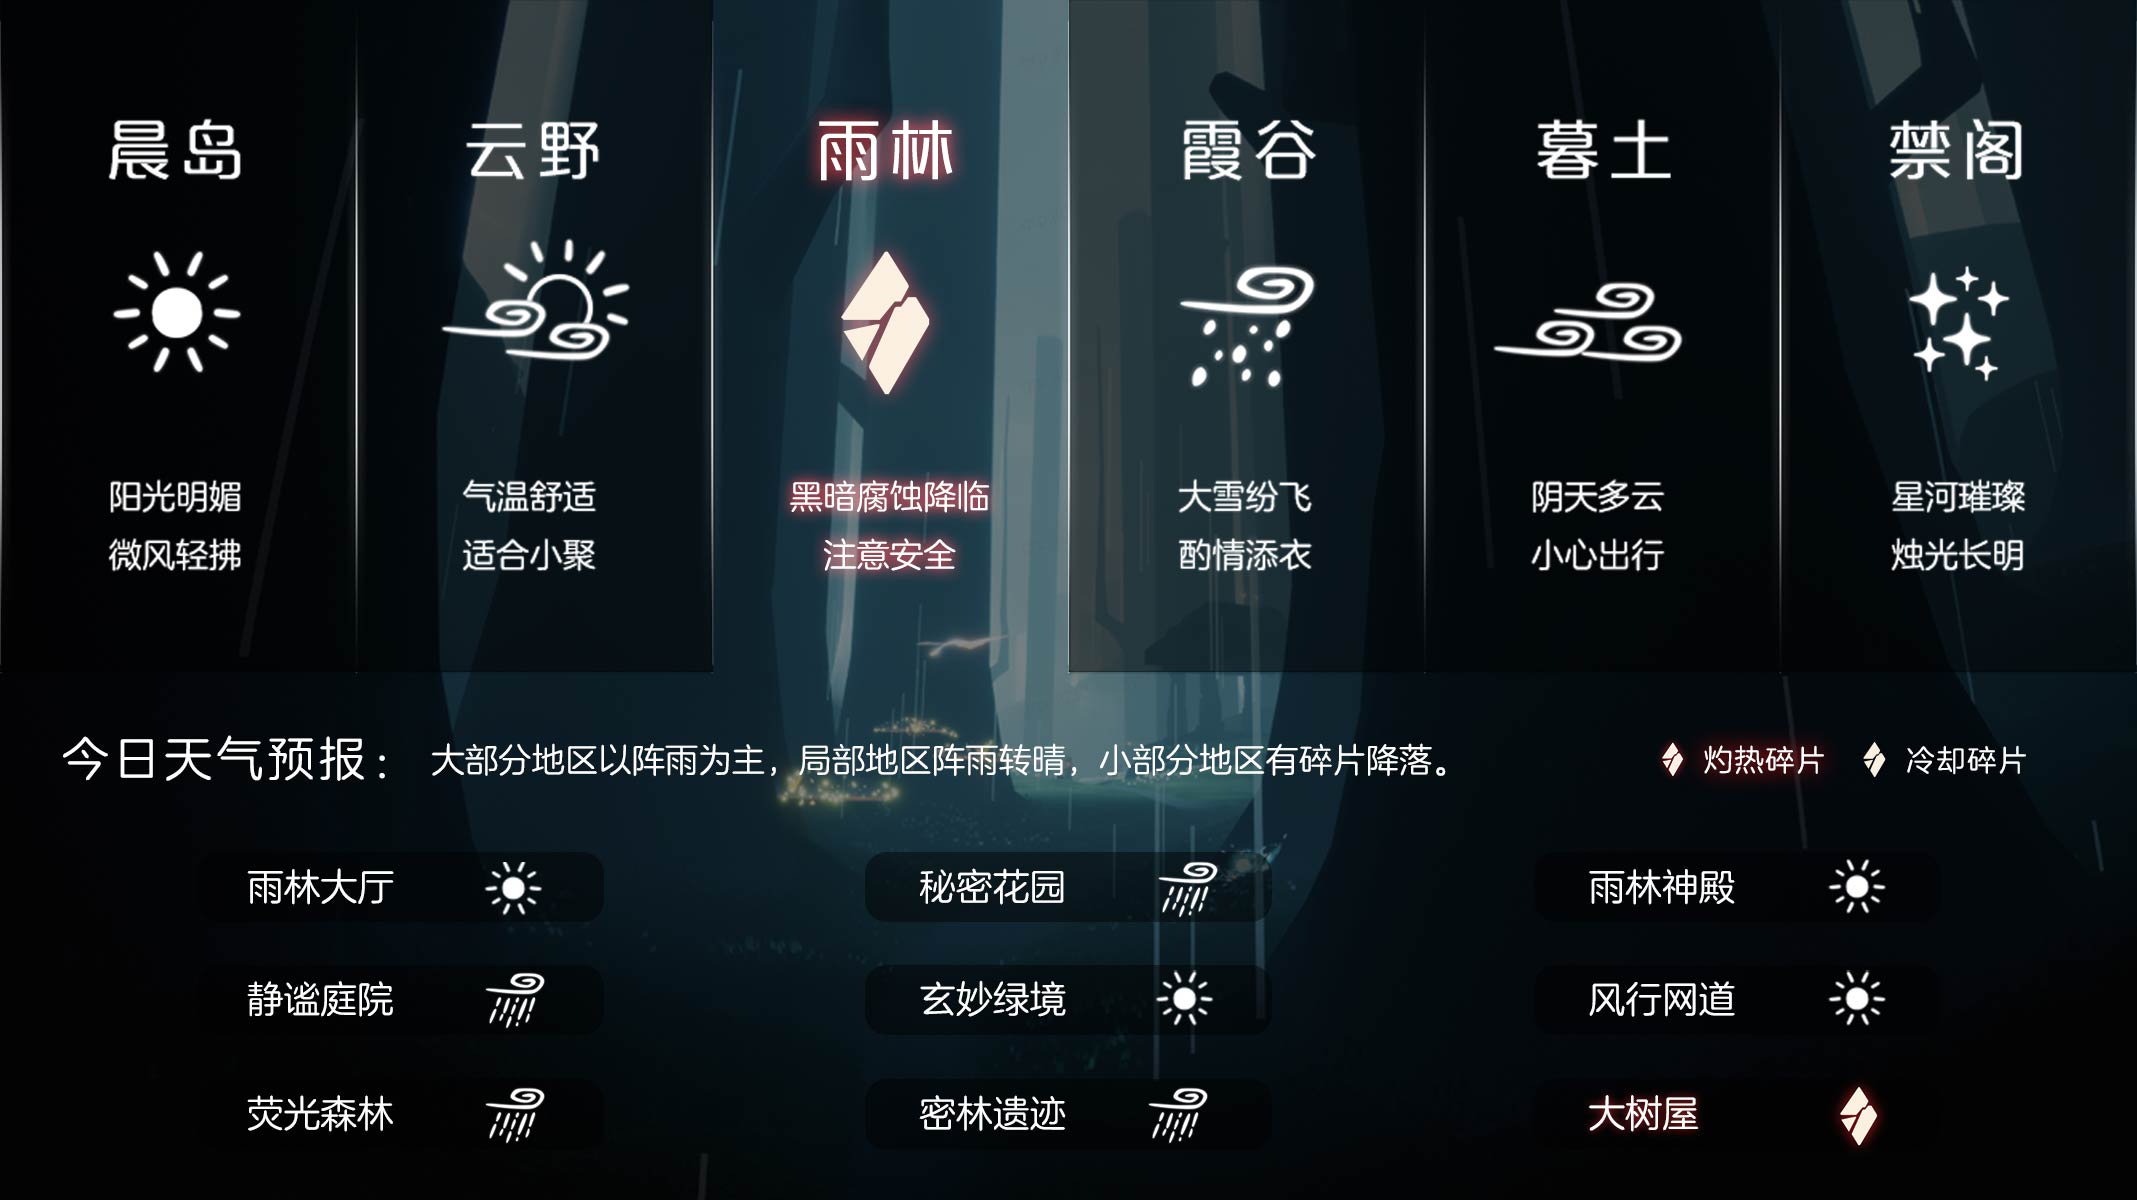 晨岛
云野
雨林
霞谷
暮土
禁阁
阳光明媚
微风轻拂
气温舒适
适合小聚
黑暗腐蚀降临
注意安全
大雪纷飞
酌情添衣
阴天多云
小心出行
星河璀璨
烛光长明
今日天气预报：
大部分地区以阵雨为主，局部地区阵雨转晴，小部分地区有碎片降落。
灼热碎片
冷却碎片
雨林大厅
秘密花园
雨林神殿
静谧庭院
玄妙绿境
风行网道
荧光森林
密林遗迹
大树屋